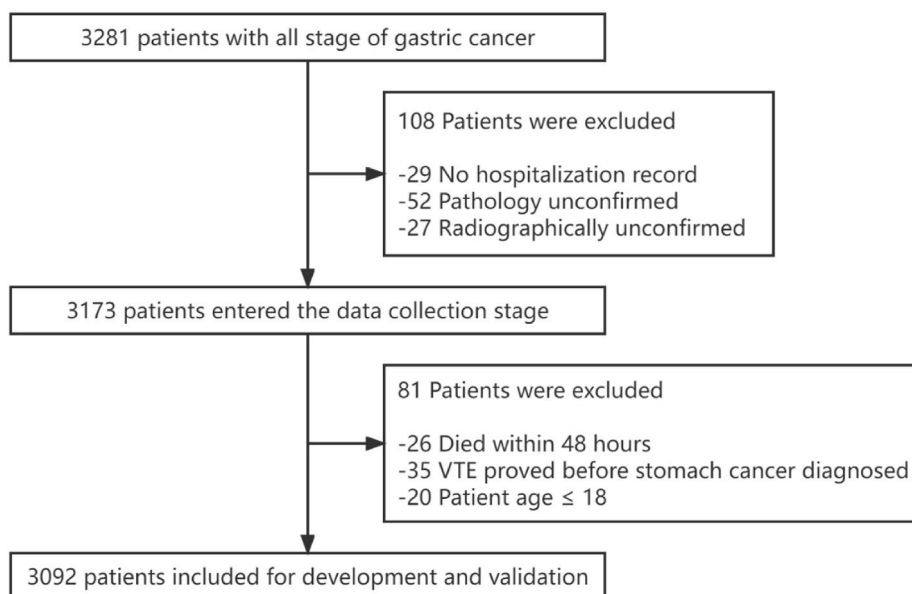 3281 patients with all stage of gastric cancer
108 Patients were excluded
-29 No hospitalization record
-52 Pathology unconfirmed
-27 Radiographically unconfirmed
3173 patients entered the data collection stage
81 Patients were excluded
-26 Died within 48 hours
-35 VTE proved before stomach cancer diagnosed
-20 Patient age ≤ 18
3092 patients included for development and validation